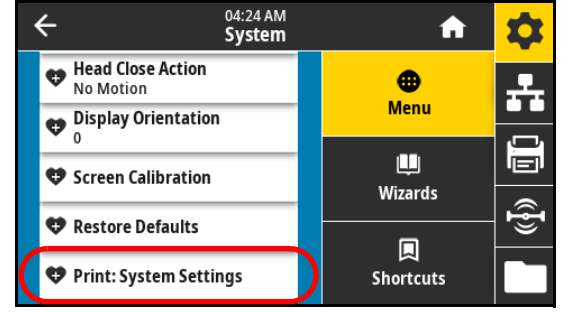 04:24 AM
System
Head Close Action
No Motion
Display Orientation
0
Screen Calibration
Restore Defaults
Print: System Settings
Menu
Wizards
Shortcuts